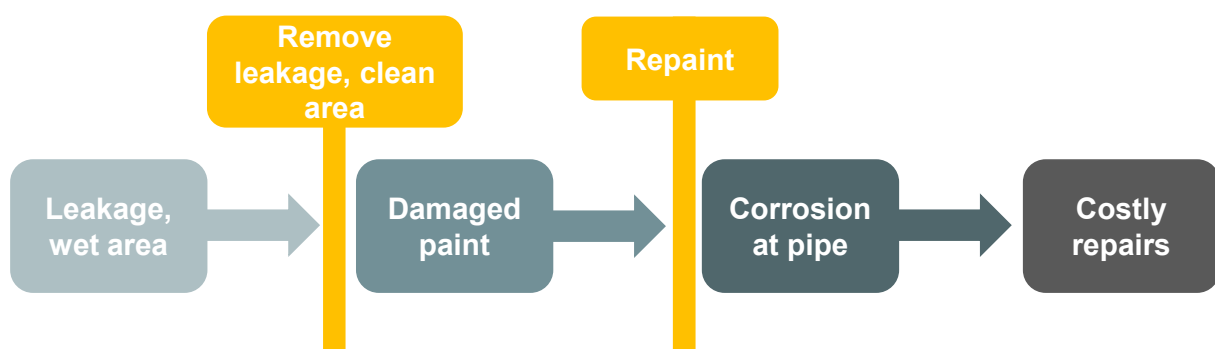 Remove
leakage, clean
area
Repaint
Leakage,
wet area
Damaged
paint
Corrosion
at pipe
Costly
repairs